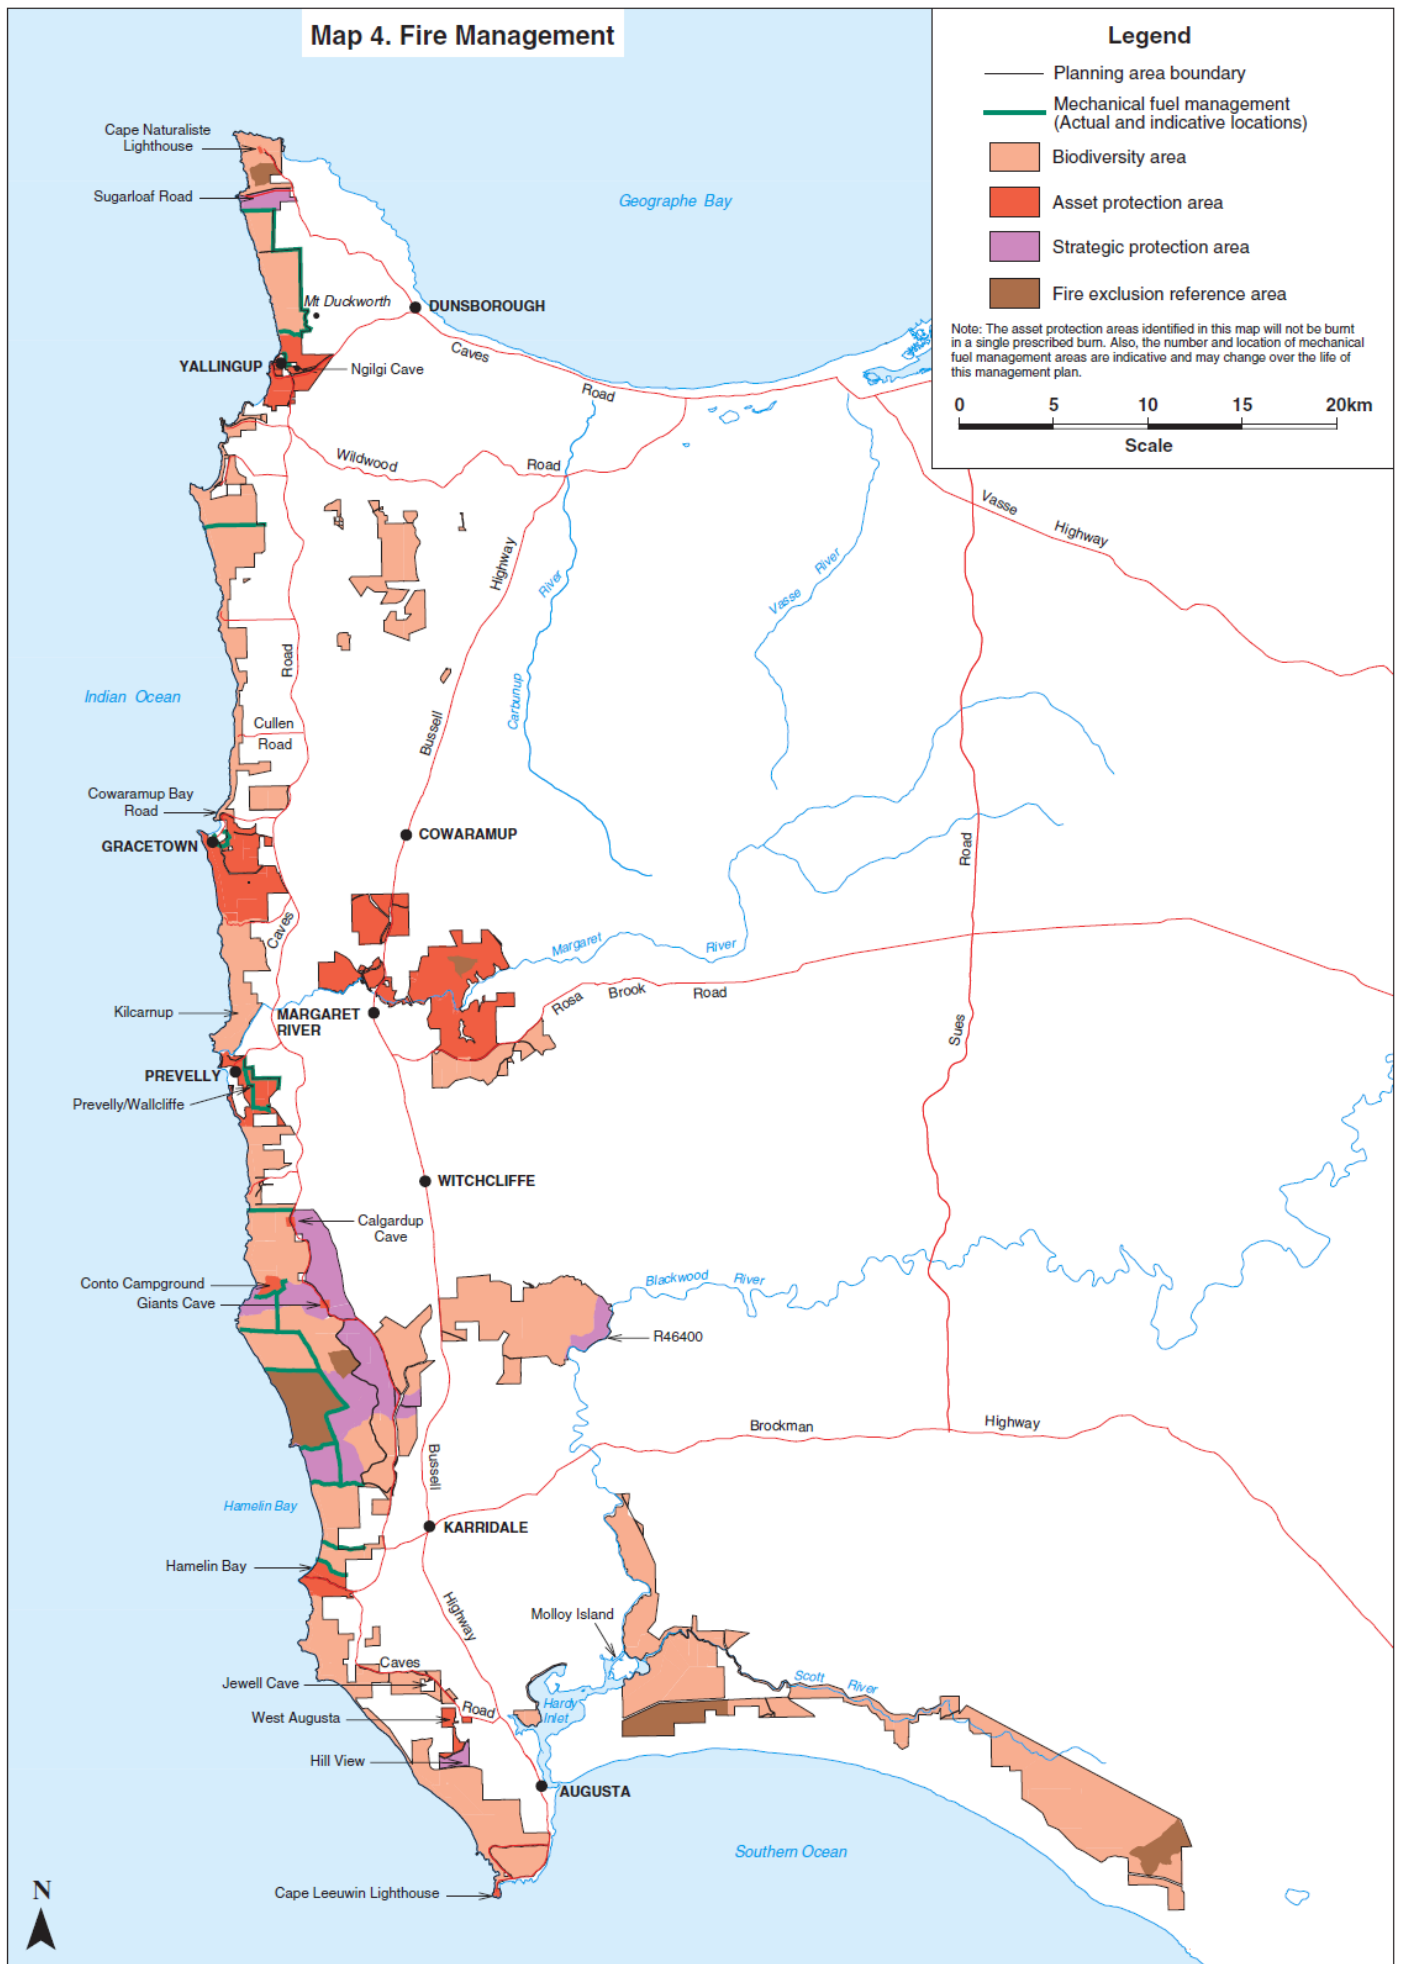 Map 4. Fire Management
Legend
Planning area boundary
Mechanical fuel management
(Actual and indicative locations)
Biodiversity area
Asset protection area
Strategic protection area
Fire exclusion reference area
Note: The asset protection areas identified in this map will not be burnt
in a single prescribed burn. Also, the number and location of mechanical
fuel management areas are indicative and may change over the life of
this management plan.
0 5 10 15 20km
Scale
Cape Naturaliste
Lighthouse
Sugarloaf Road
Geographe Bay
Mt Duckworth
DUNSBOROUGH
YALLINGUP
Ngilgi Cave
Caves
Road
Wildwood
Road
Vasse
Highway
Highway
River
Vasse
River
Road
Indian Ocean
Carbunup
Bussell
Cullen
Road
Cowaramup Bay
Road
GRACETOWN
COWARAMUP
Road
Caves
Margaret
River
Rosa
Brook
Road
Kilcarnup
MARGARET
RIVER
Sues
PREVELLY
Prevelly/Wallcliffe
WITCHCLIFFE
Calgardup
Cave
Conto Campground
Giants Cave
Blackwood
River
R46400
Brockman
Highway
Bussell
Hamelin Bay
KARRIDALE
Hamelin Bay
Highway
Molloy Island
Caves
Jewell Cave
Scott
River
West Augusta
Road
Hardy
Inlet
Hill View
AUGUSTA
Southern Ocean
Cape Leeuwin Lighthouse
N